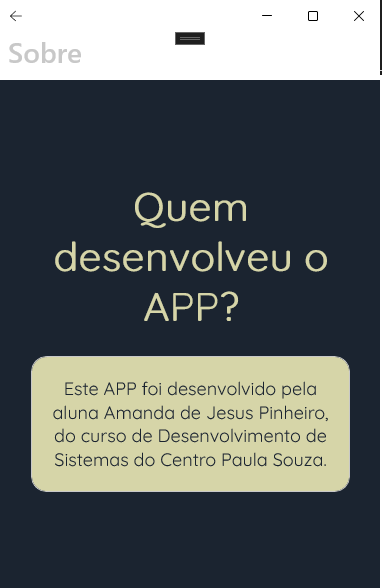 Sobre
Quem
desenvolveu o
APP?
Este APP foi desenvolvido pela
aluna Amanda de Jesus Pinheiro,
do curso de Desenvolvimento de
Sistemas do Centro Paula Souza.